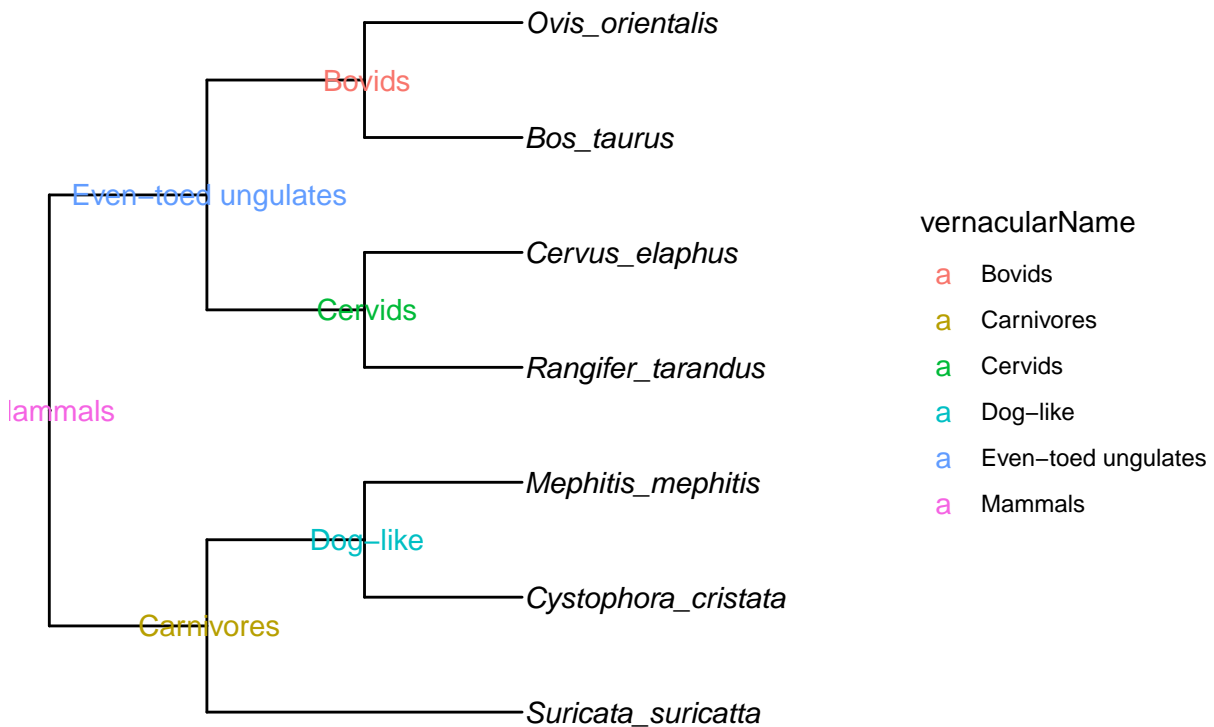 Ovis_orientalis
Bovids
Bos_taurus
Even−toed ungulates
Cervus_elaphus
Cervids
Rangifer_tarandus
lammals
Mephitis_mephitis
Dog−like
Cystophora_cristata
Carnivores
Suricata_suricatta
vernacularName
a Bovids
a Carnivores
a Cervids
a Dog−like
a Even−toed ungulates
a Mammals